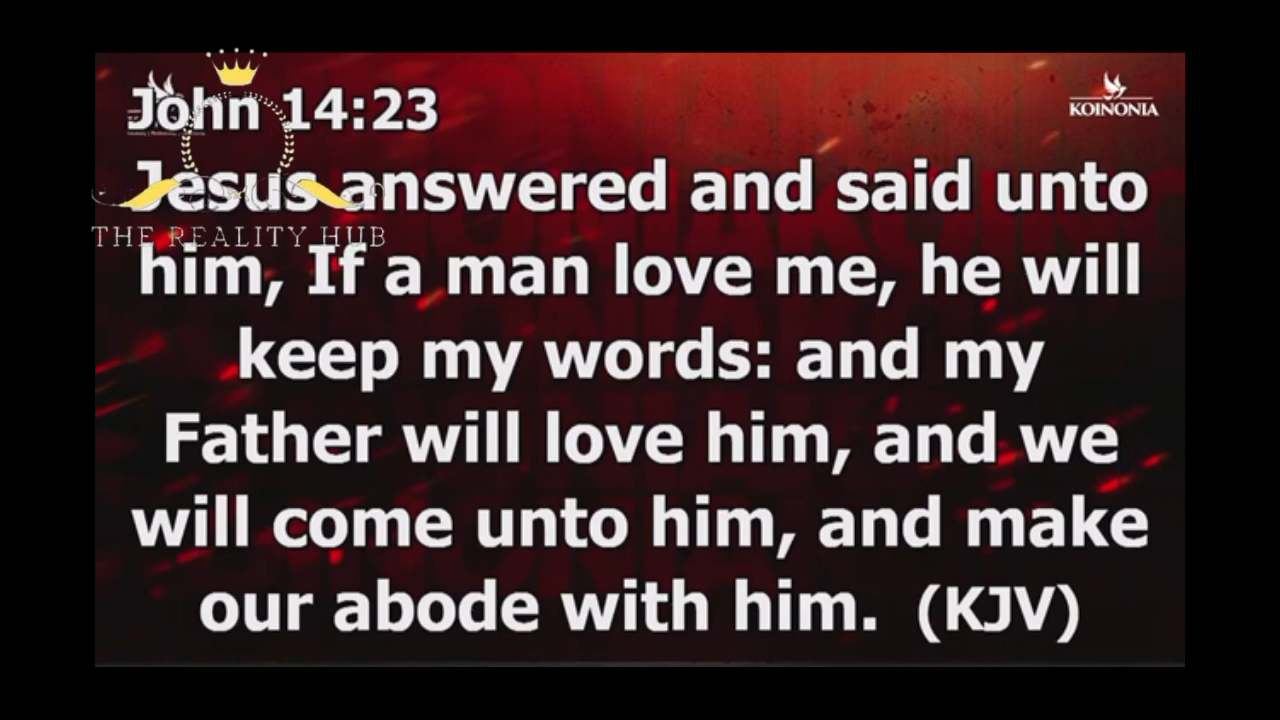 John 14:23
KOINONIA
Jesus answered and said unto
THE REALITY HUB
him, If a man love me, he will
keep my words: and my
Father will love him, and we
will come unto him, and make
our abode with him. (KJV)